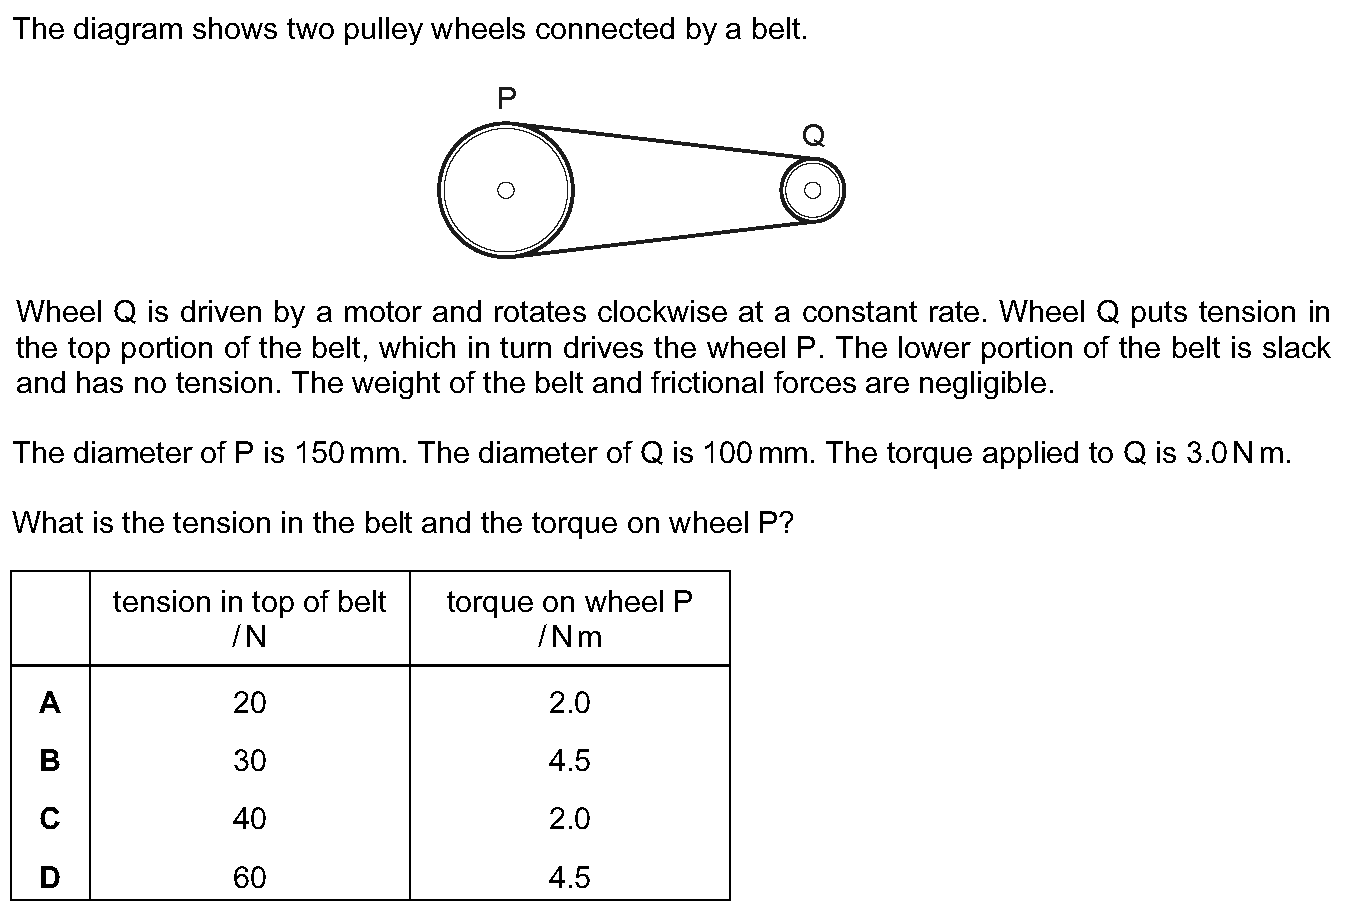 The diagram shows two pulley wheels connected by a belt.
P
Q
Wheel Q is driven by a motor and rotates clockwise at a constant rate. Wheel Q puts tension in
the top portion of the belt, which in turn drives the wheel P. The lower portion of the belt is slack
and has no tension. The weight of the belt and frictional forces are negligible.
The diameter of P is 150 mm. The diameter of Q is 100 mm. The torque applied to Q is 3.0 N m.
What is the tension in the belt and the torque on wheel P?
tension in top of belt torque on wheel P
/ N / N m
A 20 2.0
B 30 4.5
C 40 2.0
D 60 4.5